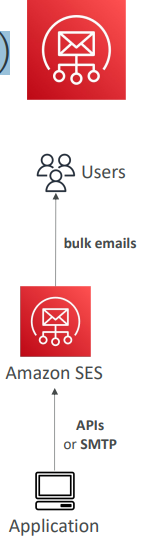 Users
bulk emails
Amazon SES
APIs
or SMTP
Application